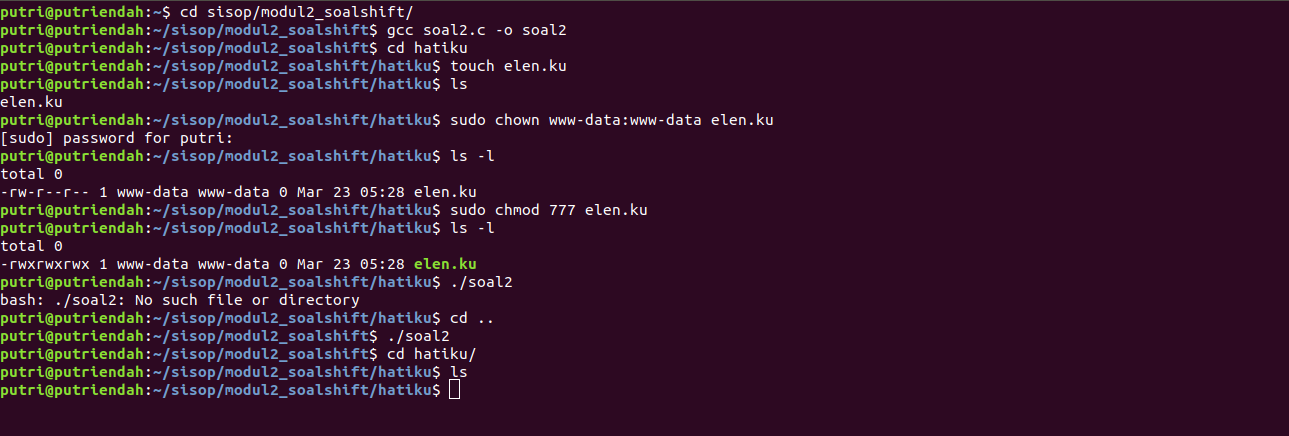 putri@putriendah:~$ cd sisop/modul2_soalshift/
putri@putriendah:~/sisop/modul2_soalshift$ gcc soal2.c -o soal2
putri@putriendah:~/sisop/modul2_soalshift$ cd hatiku
putri@putriendah:~/sisop/modul2_soalshift/hatiku$ touch elen.ku
putri@putriendah:~/sisop/modul2_soalshift/hatiku$ ls
elen.ku
putri@putriendah:~/sisop/modul2_soalshift/hatiku$ sudo chown www-data:www-data elen.ku
[sudo] password for putri:
putri@putriendah:~/sisop/modul2_soalshift/hatiku$ ls -l
total 0
-rw-r--r-- 1 www-data www-data 0 Mar 23 05:28 elen.ku
putri@putriendah:~/sisop/modul2_soalshift/hatiku$ sudo chmod 777 elen.ku
putri@putriendah:~/sisop/modul2_soalshift/hatiku$ ls -l
total 0
-rwxrwxrwx 1 www-data www-data 0 Mar 23 05:28 elen.ku
putri@putriendah:~/sisop/modul2_soalshift/hatiku$ ./soal2
bash: ./soal2: No such file or directory
putri@putriendah:~/sisop/modul2_soalshift/hatiku$ cd ..
putri@putriendah:~/sisop/modul2_soalshift$ ./soal2
putri@putriendah:~/sisop/modul2_soalshift$ cd hatiku/
putri@putriendah:~/sisop/modul2_soalshift/hatiku$ ls
putri@putriendah:~/sisop/modul2_soalshift/hatiku$